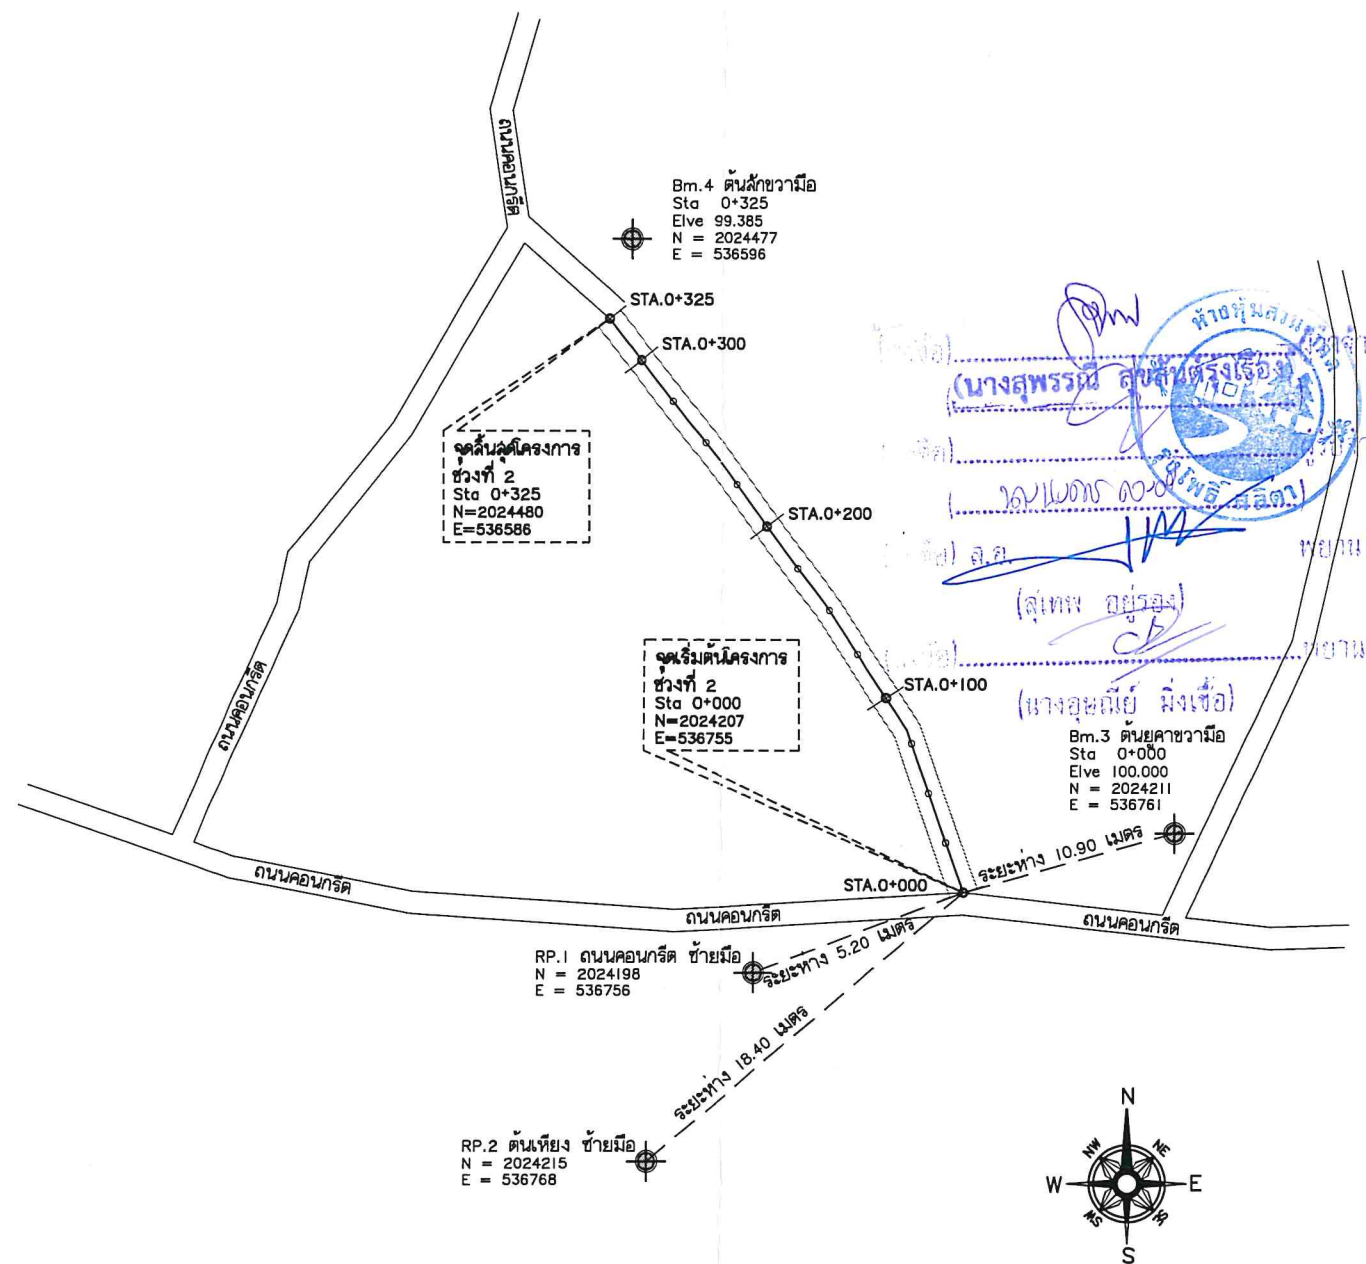 ถนนคอนกรีต
Bm.4 ต้นลักขวามือ
Sta 0+325
Elve 99.385
N = 2024477
E = 536596
STA.0+325
STA.0+300
จุดสิ้นสุดโครงการ
ช่วงที่ 2
Sta 0+325
N=2024480
E=536586
STA.0+200
(นางสุพรรณี สุขสันต์รุ่งเรือง)
(สุเทพ อยู่รอง)
(นางอุษณีย์ มิ่งเชื้อ)
จุดเริ่มต้นโครงการ
ช่วงที่ 2
Sta 0+000
N=2024207
E=536755
STA.0+100
ถนนคอนกรีต
Bm.3 ต้นยูคาขวามือ
Sta 0+000
Elve 100.000
N = 2024211
E = 536761
ระยะห่าง 10.90 เมตร
STA.0+000
ถนนคอนกรีต
ถนนคอนกรีต
ถนนคอนกรีต
RP.1 ถนนคอนกรีต ซ้ายมือ
N = 2024198
E = 536756
ระยะห่าง 5.20 เมตร
ระยะห่าง 18.40 เมตร
RP.2 ต้นเหียง ซ้ายมือ
N = 2024215
E = 536768
N
NW
NE
W
E
SW
SE
S